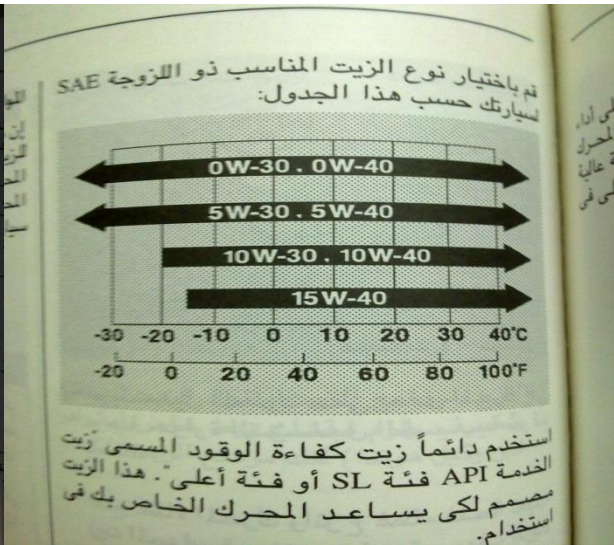 قم باختيار نوع الزيت المناسب ذو اللزوجة SAE
لسيارتك حسب هذا الجدول:
0W-30 . 0W-40
5W-30 . 5W-40
10W-30 . 10W-40
15W-40
-30 -20 -10 0 10 20 30 40°C
-20 0 20 40 60 80 100°F
استخدم دائماً زيت كفاءة الوقود المسمى "زيت
الخدمة API فئة SL أو فئة أعلى". هذا الزيت
مصمم لكى يساعد المحرك الخاص بك فى
استخدام.